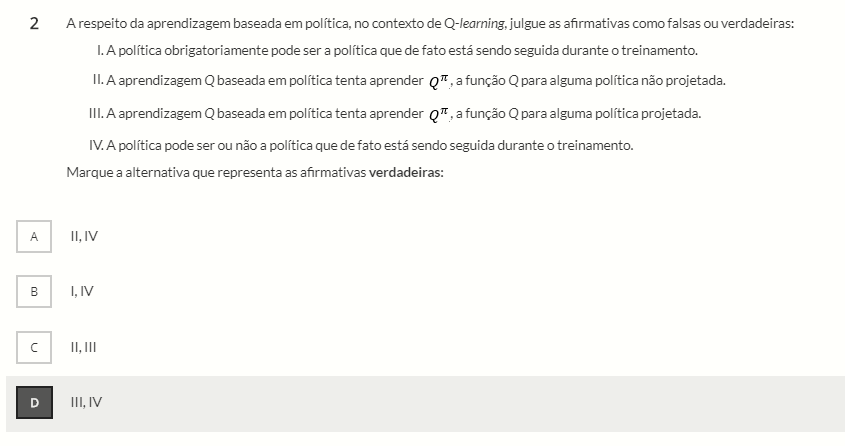 2 A respeito da aprendizagem baseada em política, no contexto de Q-learning, julgue as afirmativas como falsas ou verdadeiras:
I. A política obrigatoriamente pode ser a política que de fato está sendo seguida durante o treinamento.
II. A aprendizagem Q baseada em política tenta aprender Q^π, a função Q para alguma política não projetada.
III. A aprendizagem Q baseada em política tenta aprender Q^π, a função Q para alguma política projetada.
IV. A política pode ser ou não a política que de fato está sendo seguida durante o treinamento.
Marque a alternativa que representa as afirmativas verdadeiras:
A II, IV
B I, IV
C II, III
D III, IV